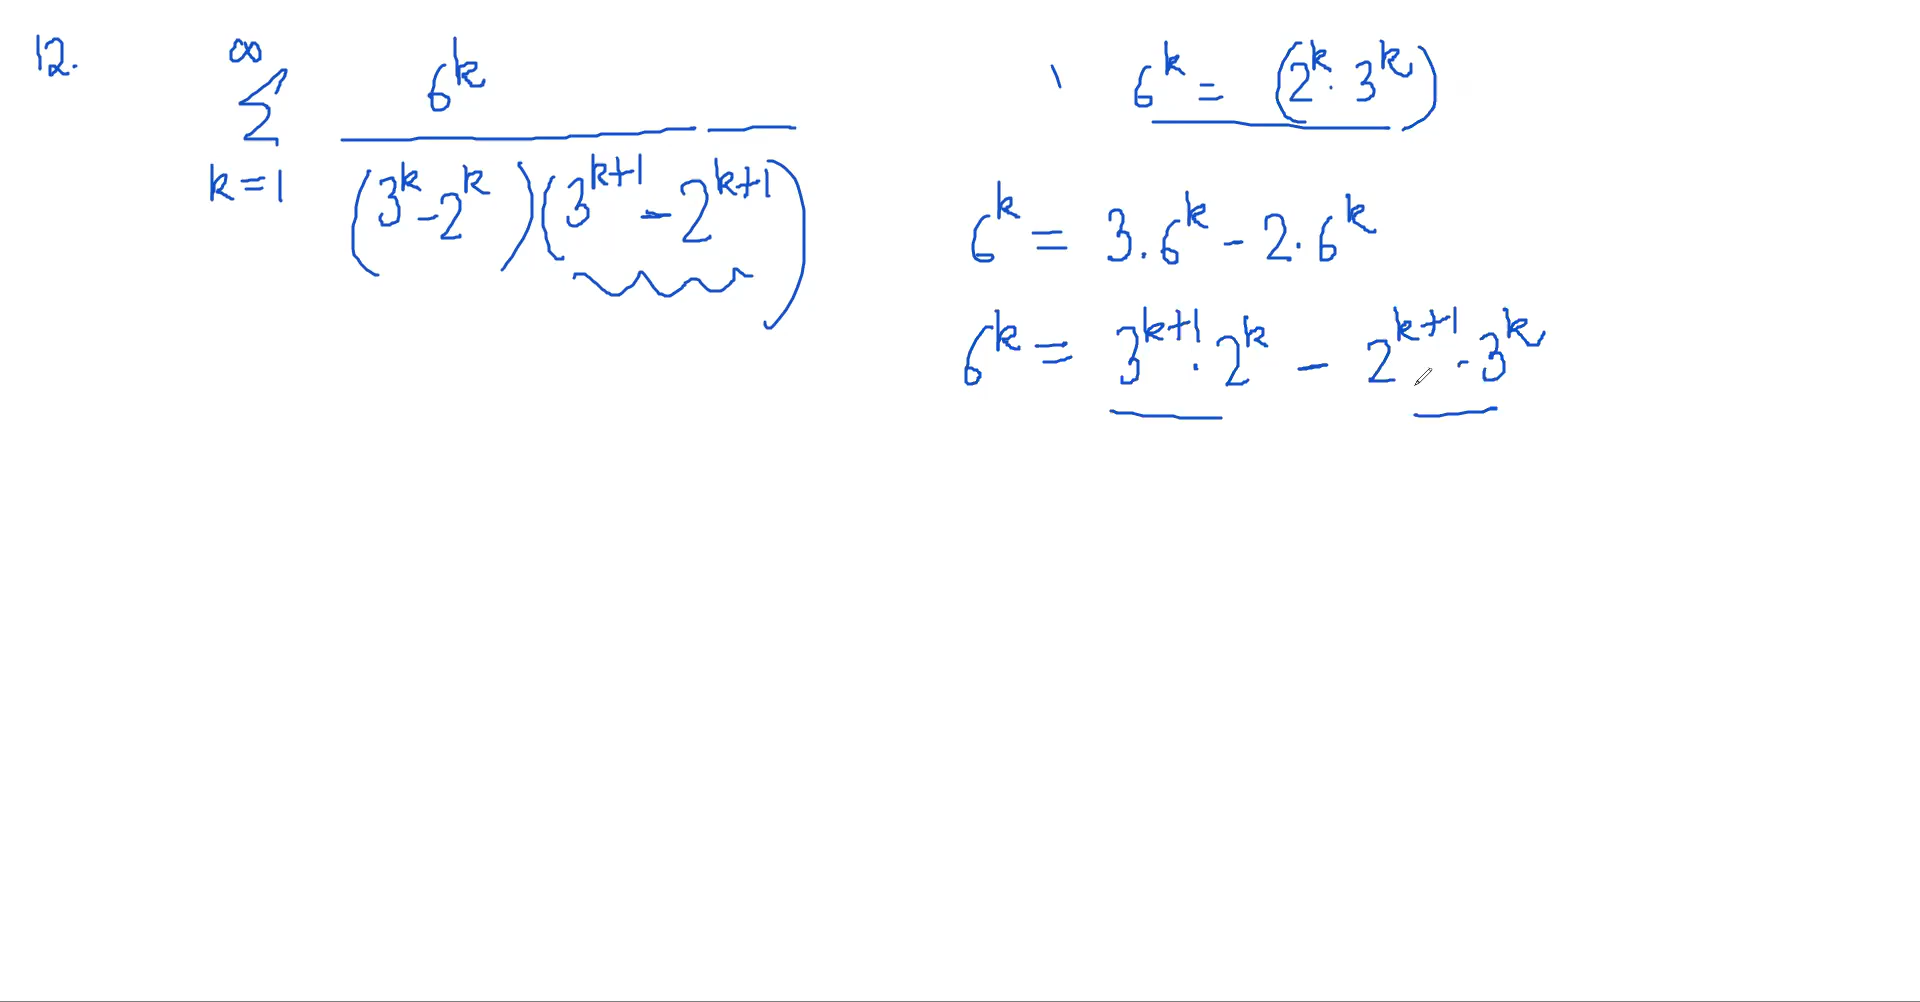 12.
∞
∑ 6^k / (3^k - 2^k)(3^{k+1} - 2^{k+1})
k=1
6^k = (2^k · 3^k)
6^k = 3·6^k - 2·6^k
6^k = 3^{k+1} · 2^k - 2^{k+1} · 3^k